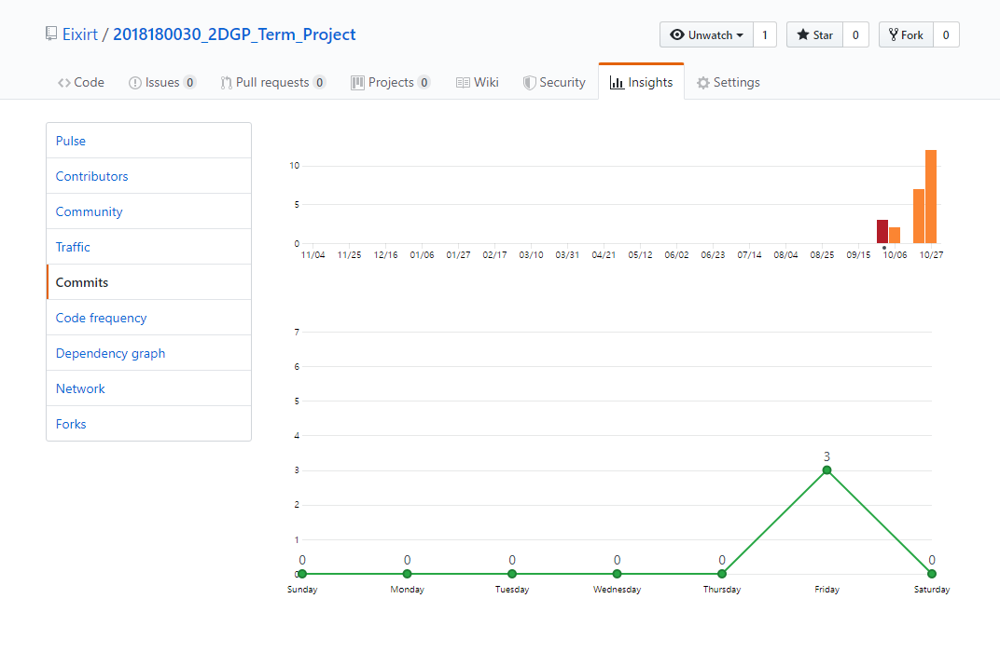 Eixirt / 2018180030_2DGP_Term_Project
Unwatch 1 Star 0 Fork 0
Code Issues 0 Pull requests 0 Projects 0 Wiki Security Insights Settings
Pulse
Contributors
Community
Traffic
Commits
Code frequency
Dependency graph
Network
Forks
10
5
0
11/04 11/25 12/16 01/06 01/27 02/17 03/10 03/31 04/21 05/12 06/02 06/23 07/14 08/04 08/25 09/15 10/06 10/27
7
6
5
4
3
2
1
0
3
0 0 0 0 0 0
Sunday Monday Tuesday Wednesday Thursday Friday Saturday